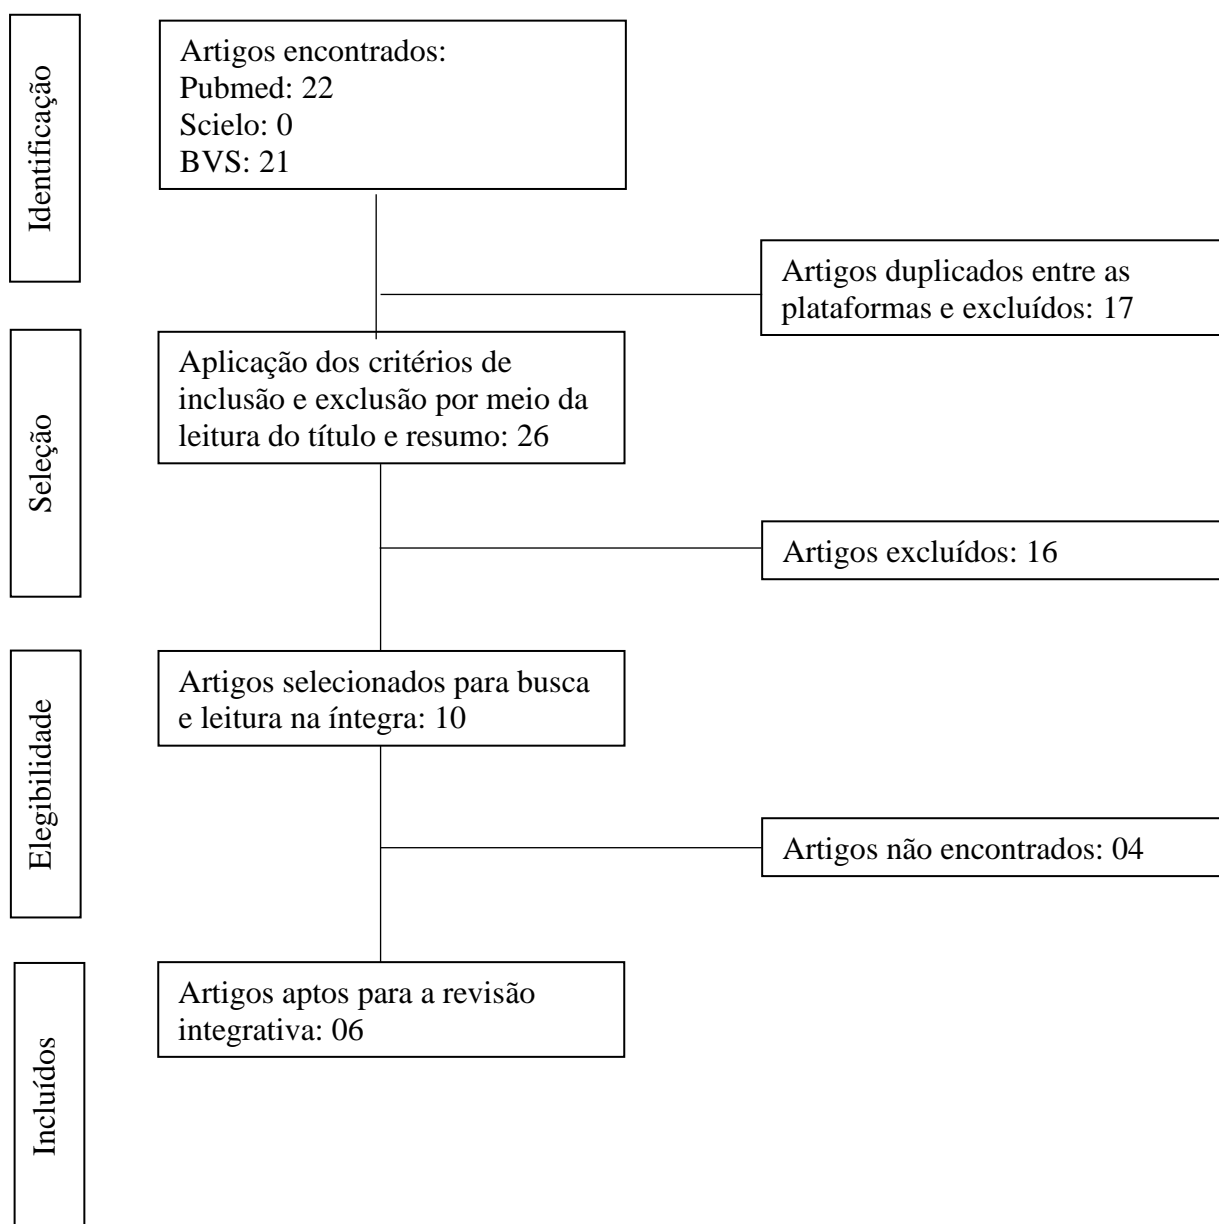 Identificação
Artigos encontrados:
Pubmed: 22
Scielo: 0
BVS: 21
Artigos duplicados entre as
plataformas e excluídos: 17
Seleção
Aplicação dos critérios de
inclusão e exclusão por meio da
leitura do título e resumo: 26
Artigos excluídos: 16
Elegibilidade
Artigos selecionados para busca
e leitura na íntegra: 10
Artigos não encontrados: 04
Incluídos
Artigos aptos para a revisão
integrativa: 06